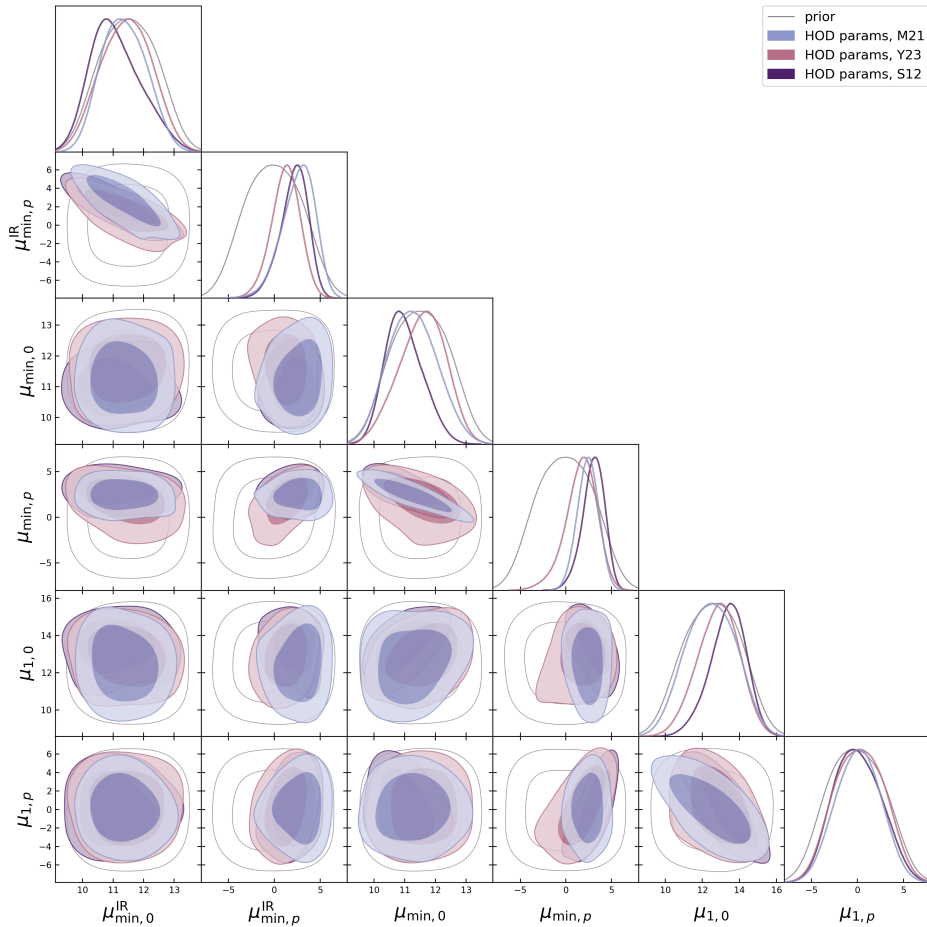 prior
HOD params, M21
HOD params, Y23
HOD params, S12
6
4
2
0
−2
−4
−6
μ^IR_min, p
13
12
11
10
μ_min, 0
5
0
−5
μ_min, p
16
14
12
10
μ_1, 0
6
4
2
0
−2
−4
−6
μ_1, p
10 11 12 13 −5 0 5 10 11 12 13 −5 0 5 10 12 14 16 −5 0 5
μ^IR_min, 0 μ^IR_min, p μ_min, 0 μ_min, p μ_1, 0 μ_1, p